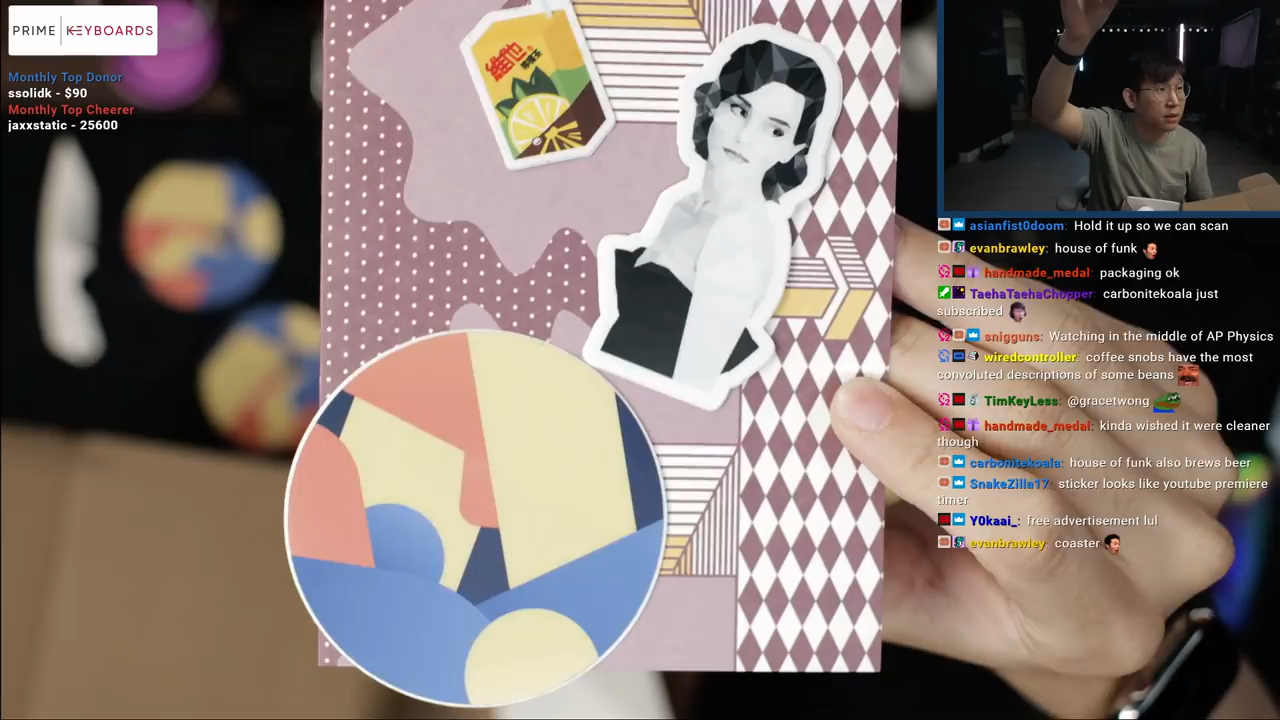 PRIME | KEYBOARDS
Monthly Top Donor
ssolidk - $90
Monthly Top Cheerer
jaxxstatic - 25600
維他
asianfist0doom: Hold it up so we can scan
evanbrawley: house of funk
handmade_medal: packaging ok
TaehaTaehaChopper: carbonitekoala just
subscribed
snigguns: Watching in the middle of AP Physics
wiredcontroller: coffee snobs have the most
convoluted descriptions of some beans
TimKeyLess: @gracetwong
handmade_medal: kinda wished it were cleaner
though
carbonitekoala: house of funk also brews beer
SnakeZilla17: sticker looks like youtube premiere
timer
Y0kaai_: free advertisement lul
evanbrawley: coaster